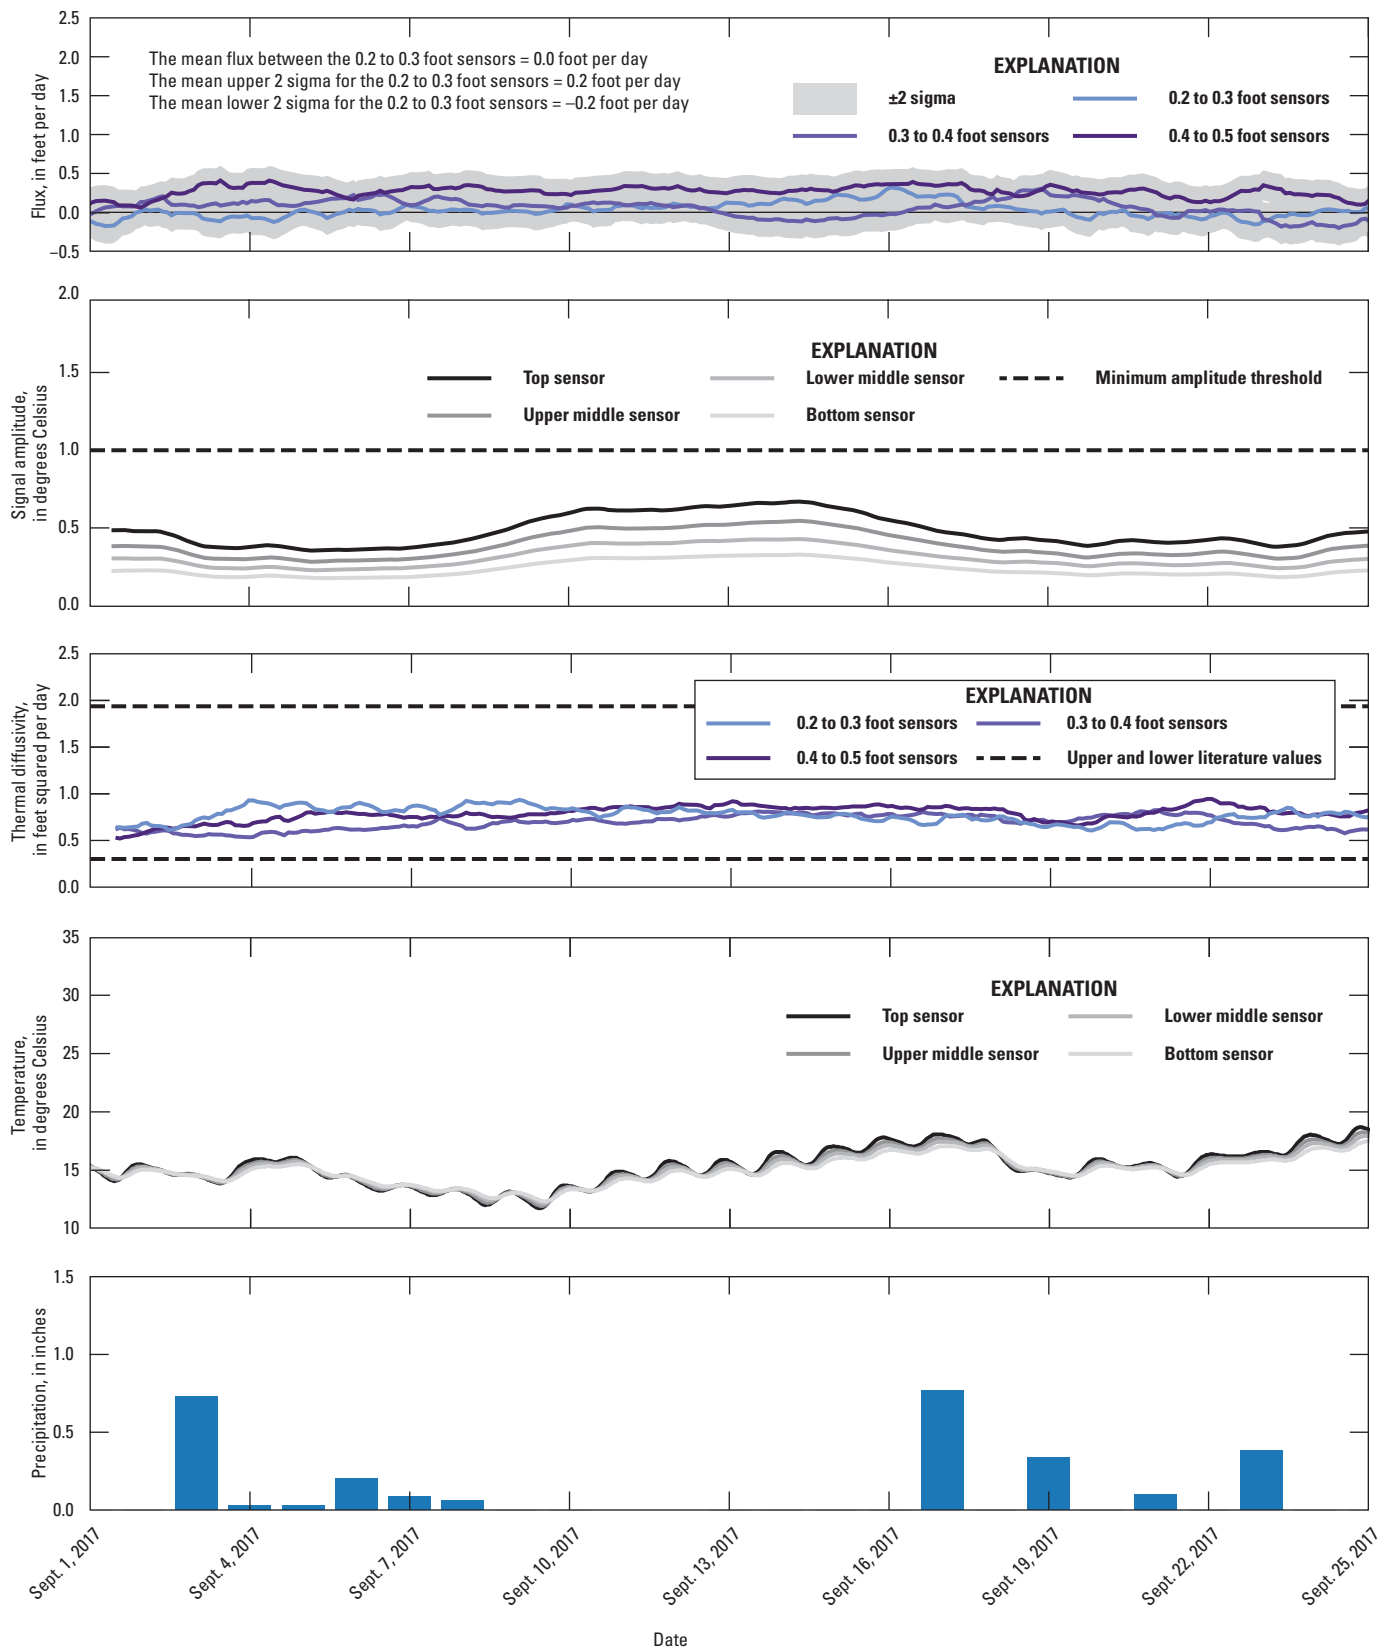 2.5
2.0
1.5
1.0
0.5
0.0
–0.5
Flux, in feet per day
The mean flux between the 0.2 to 0.3 foot sensors = 0.0 foot per day
The mean upper 2 sigma for the 0.2 to 0.3 foot sensors = 0.2 foot per day
The mean lower 2 sigma for the 0.2 to 0.3 foot sensors = –0.2 foot per day
EXPLANATION
±2 sigma
0.2 to 0.3 foot sensors
0.3 to 0.4 foot sensors
0.4 to 0.5 foot sensors
2.0
1.5
1.0
0.5
0.0
Signal amplitude,
in degrees Celsius
EXPLANATION
Top sensor
Lower middle sensor
Minimum amplitude threshold
Upper middle sensor
Bottom sensor
2.5
2.0
1.5
1.0
0.5
0.0
Thermal diffusivity,
in feet squared per day
EXPLANATION
0.2 to 0.3 foot sensors
0.3 to 0.4 foot sensors
0.4 to 0.5 foot sensors
Upper and lower literature values
35
30
25
20
15
10
Temperature,
in degrees Celsius
EXPLANATION
Top sensor
Lower middle sensor
Upper middle sensor
Bottom sensor
1.5
1.0
0.5
0.0
Precipitation, in inches
Sept. 1, 2017
Sept. 4, 2017
Sept. 7, 2017
Sept. 10, 2017
Sept. 13, 2017
Sept. 16, 2017
Sept. 19, 2017
Sept. 22, 2017
Sept. 25, 2017
Date